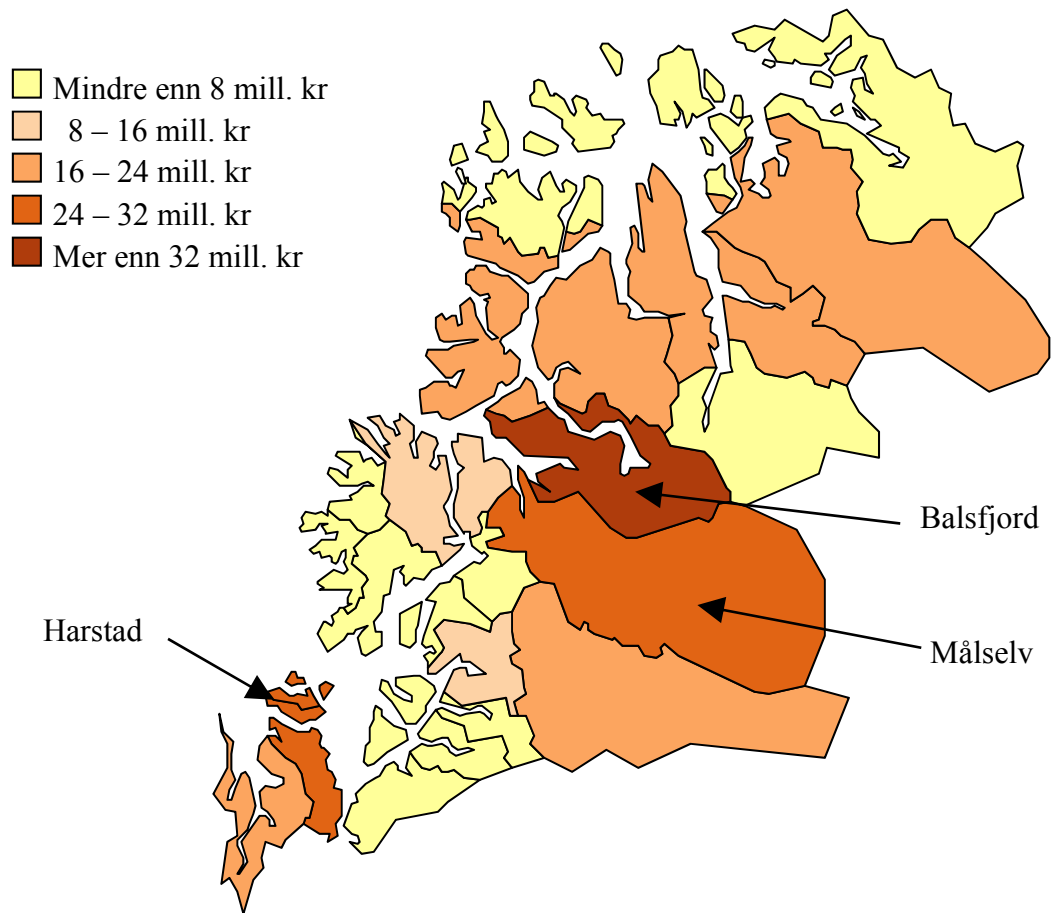 Mindre enn 8 mill. kr
8 – 16 mill. kr
16 – 24 mill. kr
24 – 32 mill. kr
Mer enn 32 mill. kr
Balsfjord
Harstad
Målselv